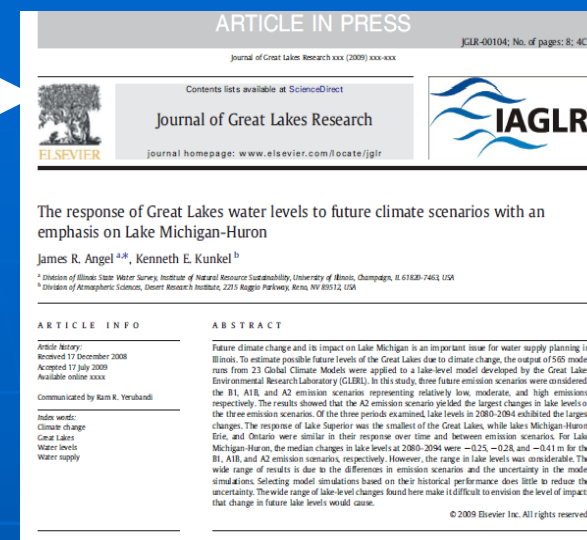 ARTICLE IN PRESS
JGLR-00104; No. of pages: 8; 4C
Journal of Great Lakes Research xxx (2009) xxx-xxx
Contents lists available at ScienceDirect
Journal of Great Lakes Research
journal homepage: www.elsevier.com/locate/jglr
ELSEVIER
IAGLR
The response of Great Lakes water levels to future climate scenarios with an
emphasis on Lake Michigan-Huron
James R. Angel a,*, Kenneth E. Kunkel b
a Division of Illinois State Water Survey, Institute of Natural Resource Sustainability, University of Illinois, Champaign, IL 61820-7463, USA
b Division of Atmospheric Sciences, Desert Research Institute, 2215 Raggio Parkway, Reno, NV 89512, USA
ARTICLE INFO
Article history:
Received 17 December 2008
Accepted 17 July 2009
Available online xxxx
Communicated by Ram R. Yerubandi
Index words:
Climate change
Great Lakes
Water levels
Water supply
ABSTRACT
Future climate change and its impact on Lake Michigan is an important issue for water supply planning in
Illinois. To estimate possible future levels of the Great Lakes due to climate change, the output of 565 mode
runs from 23 Global Climate Models were applied to a lake-level model developed by the Great Lake
Environmental Research Laboratory (GLERL). In this study, three future emission scenarios were considered
the B1, A1B, and A2 emission scenarios representing relatively low, moderate, and high emissions
respectively. The results showed that the A2 emission scenario yielded the largest changes in lake levels o
the three emission scenarios. Of the three periods examined, lake levels in 2080-2094 exhibited the larges
changes. The response of Lake Superior was the smallest of the Great Lakes, while lakes Michigan-Huron
Erie, and Ontario were similar in their response over time and between emission scenarios. For Lake
Michigan-Huron, the median changes in lake levels at 2080-2094 were −0.25, −0.28, and −0.41 m for the
B1, A1B, and A2 emission scenarios, respectively. However, the range in lake levels was considerable. The
wide range of results is due to the differences in emission scenarios and the uncertainty in the mode
simulations. Selecting model simulations based on their historical performance does little to reduce the
uncertainty. The wide range of lake-level changes found here make it difficult to envision the level of impact
that change in future lake levels would cause.
© 2009 Elsevier Inc. All rights reserved